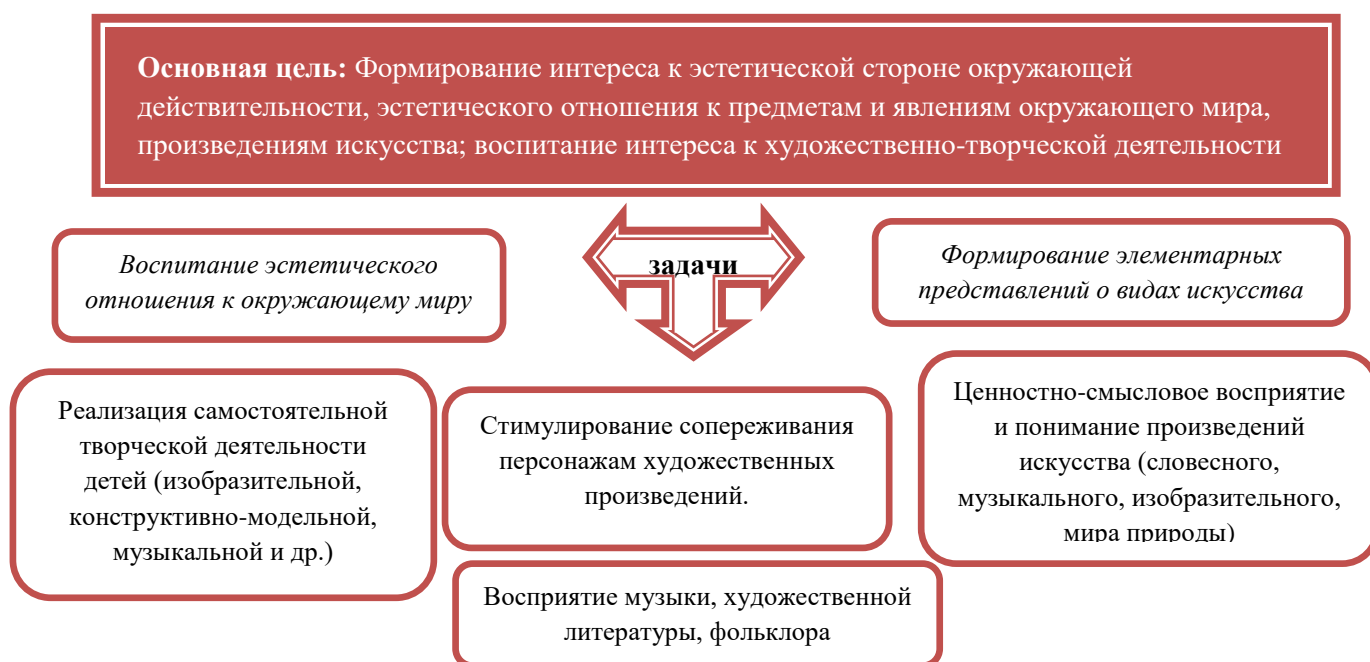 Основная цель: Формирование интереса к эстетической стороне окружающей
действительности, эстетического отношения к предметам и явлениям окружающего мира,
произведениям искусства; воспитание интереса к художественно-творческой деятельности
задачи
Воспитание эстетического
отношения к окружающему миру
Формирование элементарных
представлений о видах искусства
Реализация самостоятельной
творческой деятельности
детей (изобразительной,
конструктивно-модельной,
музыкальной и др.)
Стимулирование сопереживания
персонажам художественных
произведений.
Ценностно-смысловое восприятие
и понимание произведений
искусства (словесного,
музыкального, изобразительного,
мира природы)
Восприятие музыки, художественной
литературы, фольклора